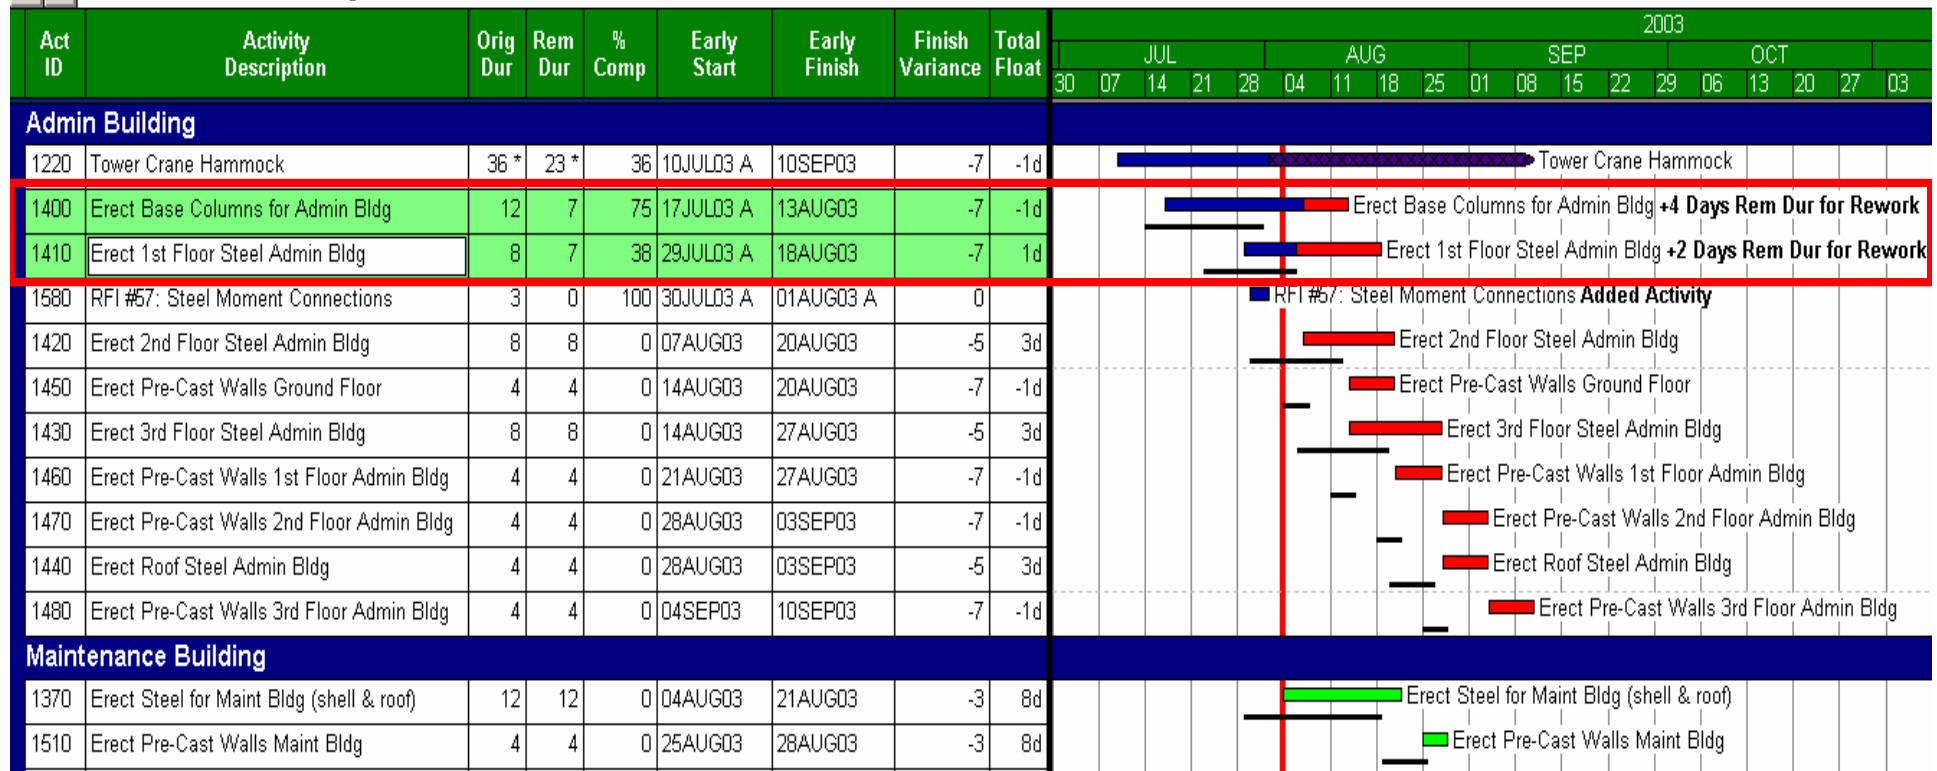 2003
Act ID Activity Description Orig Dur Rem Dur % Comp Early Start Early Finish Finish Variance Total Float
JUL AUG SEP OCT
30 07 14 21 28 04 11 18 25 01 08 15 22 29 06 13 20 27 03
Admin Building
1220 Tower Crane Hammock 36 * 23 * 36 10JUL03 A 10SEP03 -7 -1d Tower Crane Hammock
1400 Erect Base Columns for Admin Bldg 12 7 75 17JUL03 A 13AUG03 -7 -1d Erect Base Columns for Admin Bldg +4 Days Rem Dur for Rework
1410 Erect 1st Floor Steel Admin Bldg 8 7 38 29JUL03 A 18AUG03 -7 1d Erect 1st Floor Steel Admin Bldg +2 Days Rem Dur for Rework
1580 RFI #57: Steel Moment Connections 3 0 100 30JUL03 A 01AUG03 A 0 RFI #57: Steel Moment Connections Added Activity
1420 Erect 2nd Floor Steel Admin Bldg 8 8 0 07AUG03 20AUG03 -5 3d Erect 2nd Floor Steel Admin Bldg
1450 Erect Pre-Cast Walls Ground Floor 4 4 0 14AUG03 20AUG03 -7 -1d Erect Pre-Cast Walls Ground Floor
1430 Erect 3rd Floor Steel Admin Bldg 8 8 0 14AUG03 27AUG03 -5 3d Erect 3rd Floor Steel Admin Bldg
1460 Erect Pre-Cast Walls 1st Floor Admin Bldg 4 4 0 21AUG03 27AUG03 -7 -1d Erect Pre-Cast Walls 1st Floor Admin Bldg
1470 Erect Pre-Cast Walls 2nd Floor Admin Bldg 4 4 0 28AUG03 03SEP03 -7 -1d Erect Pre-Cast Walls 2nd Floor Admin Bldg
1440 Erect Roof Steel Admin Bldg 4 4 0 28AUG03 03SEP03 -5 3d Erect Roof Steel Admin Bldg
1480 Erect Pre-Cast Walls 3rd Floor Admin Bldg 4 4 0 04SEP03 10SEP03 -7 -1d Erect Pre-Cast Walls 3rd Floor Admin Bldg
Maintenance Building
1370 Erect Steel for Maint Bldg (shell & roof) 12 12 0 04AUG03 21AUG03 -3 8d Erect Steel for Maint Bldg (shell & roof)
1510 Erect Pre-Cast Walls Maint Bldg 4 4 0 25AUG03 28AUG03 -3 8d Erect Pre-Cast Walls Maint Bldg